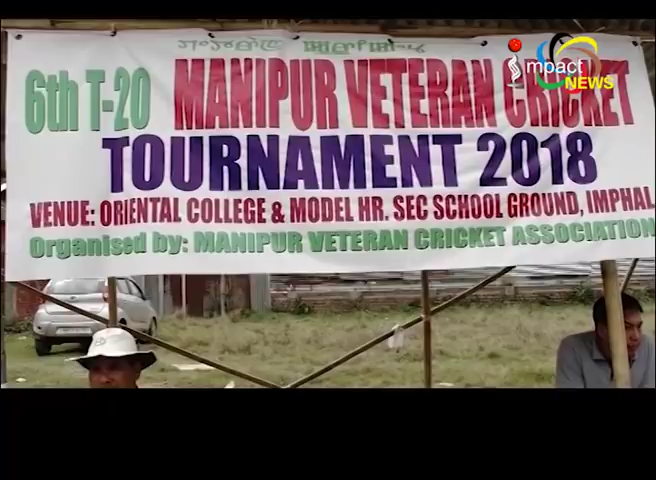 6th T-20 MANIPUR VETERAN CRICKET
TOURNAMENT 2018
VENUE: ORIENTAL COLLEGE & MODEL HR. SEC SCHOOL GROUND, IMPHAL
Organised by: MANIPUR VETERAN CRICKET ASSOCIATION
impact
NEWS